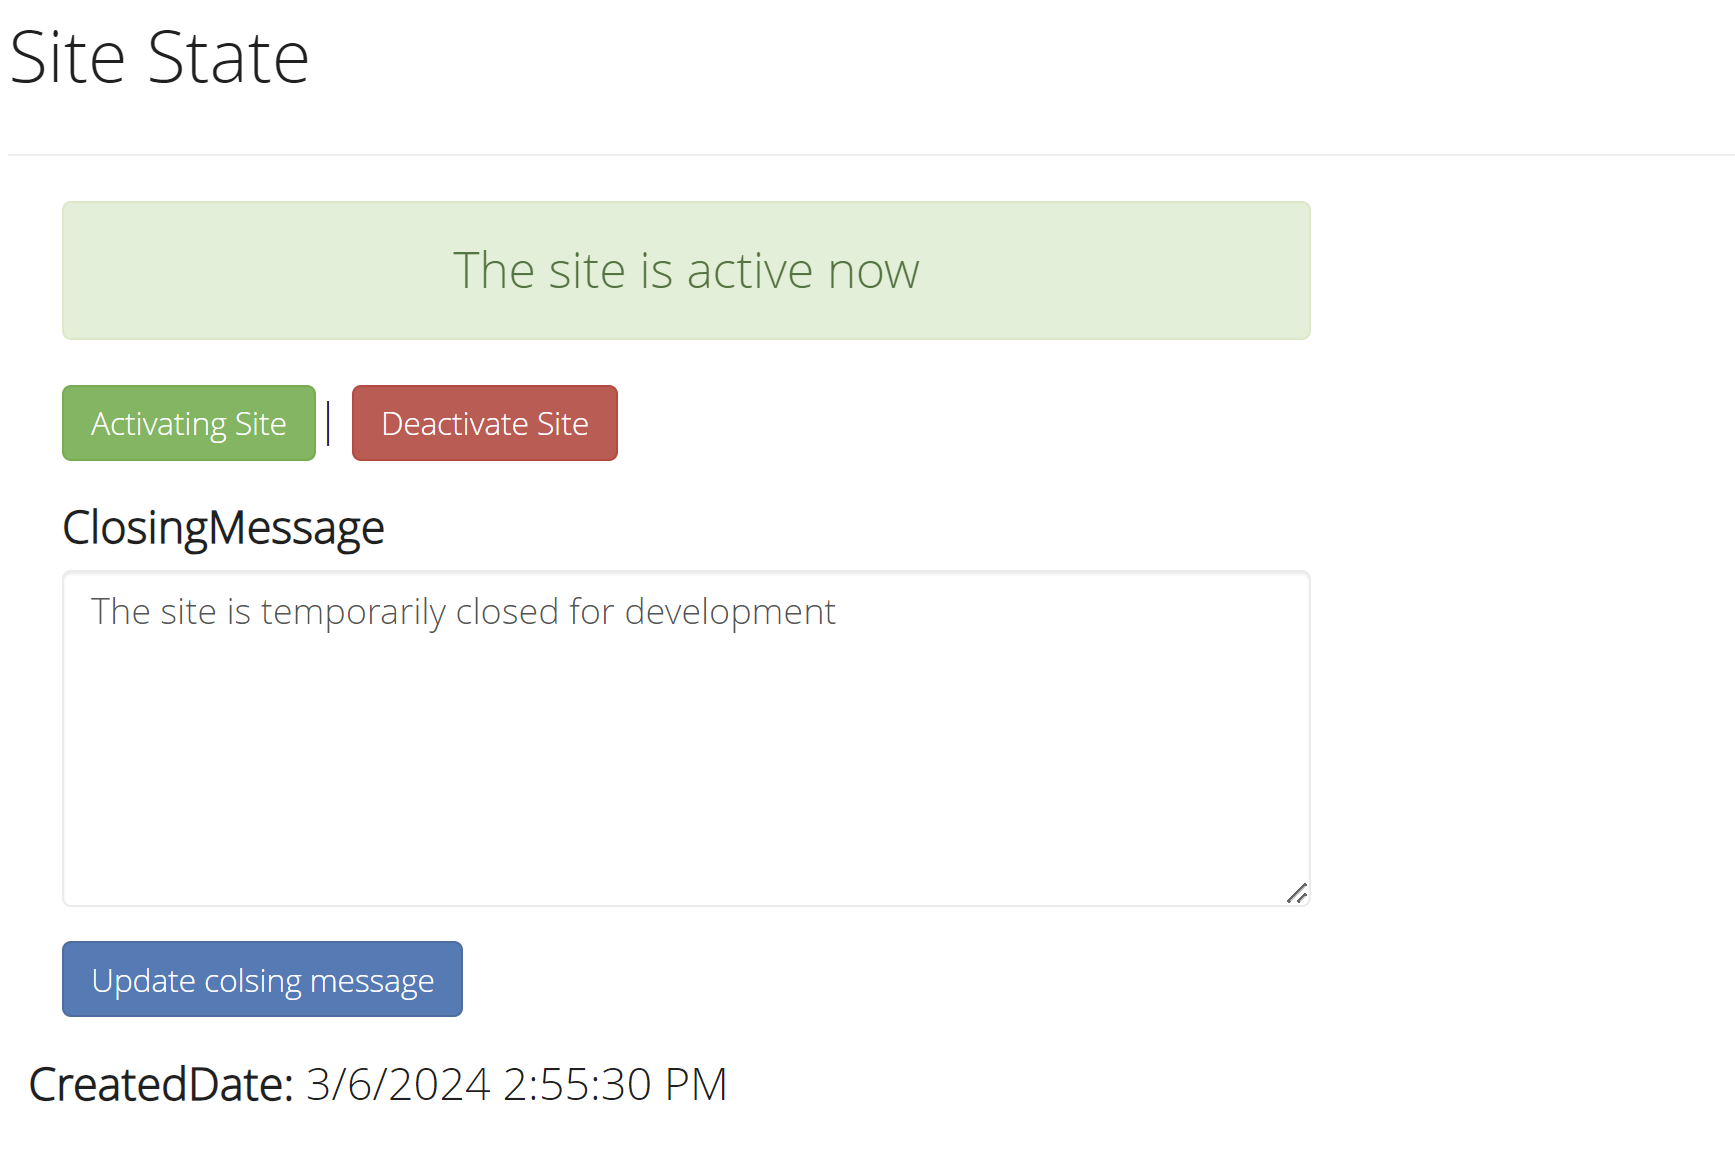 Site State
The site is active now
Activating Site | Deactivate Site
ClosingMessage
The site is temporarily closed for development
Update colsing message
CreatedDate: 3/6/2024 2:55:30 PM